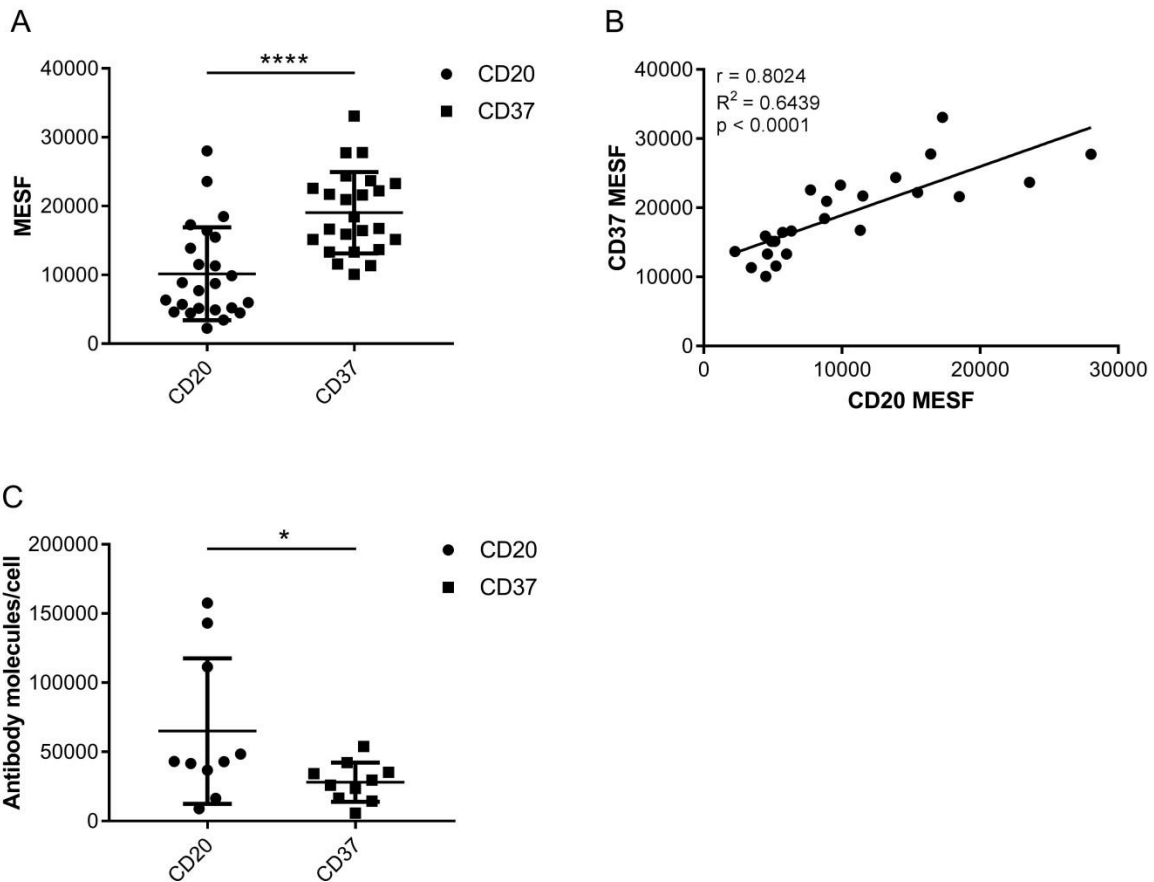 A
MESF
40000
30000
20000
10000
0
****
CD20
CD37
CD20
CD37
B
CD37 MESF
40000
30000
20000
10000
0
r = 0.8024
R² = 0.6439
p < 0.0001
0
10000
20000
30000
CD20 MESF
C
Antibody molecules/cell
200000
150000
100000
50000
0
*
CD20
CD37
CD20
CD37